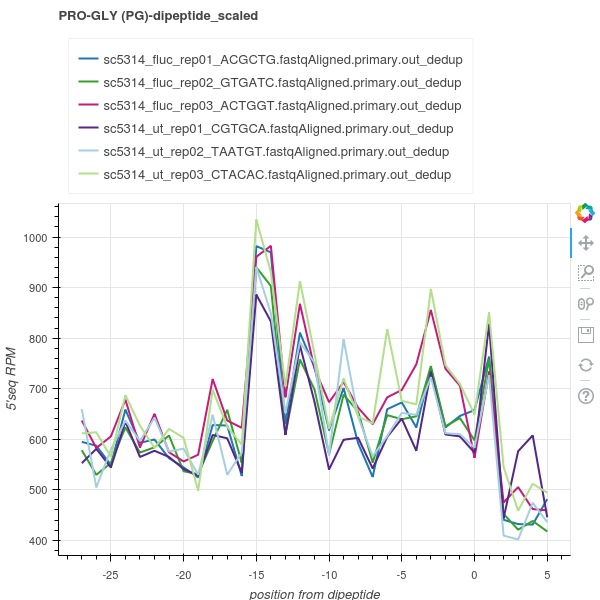 PRO-GLY (PG)-dipeptide_scaled
sc5314_fluc_rep01_ACGCTG.fastqAligned.primary.out_dedup
sc5314_fluc_rep02_GTGATC.fastqAligned.primary.out_dedup
sc5314_fluc_rep03_ACTGGT.fastqAligned.primary.out_dedup
sc5314_ut_rep01_CGTGCA.fastqAligned.primary.out_dedup
sc5314_ut_rep02_TAATGT.fastqAligned.primary.out_dedup
sc5314_ut_rep03_CTACAC.fastqAligned.primary.out_dedup
1000
900
800
700
600
500
400
5'seq RPM
-25 -20 -15 -10 -5 0 5
position from dipeptide